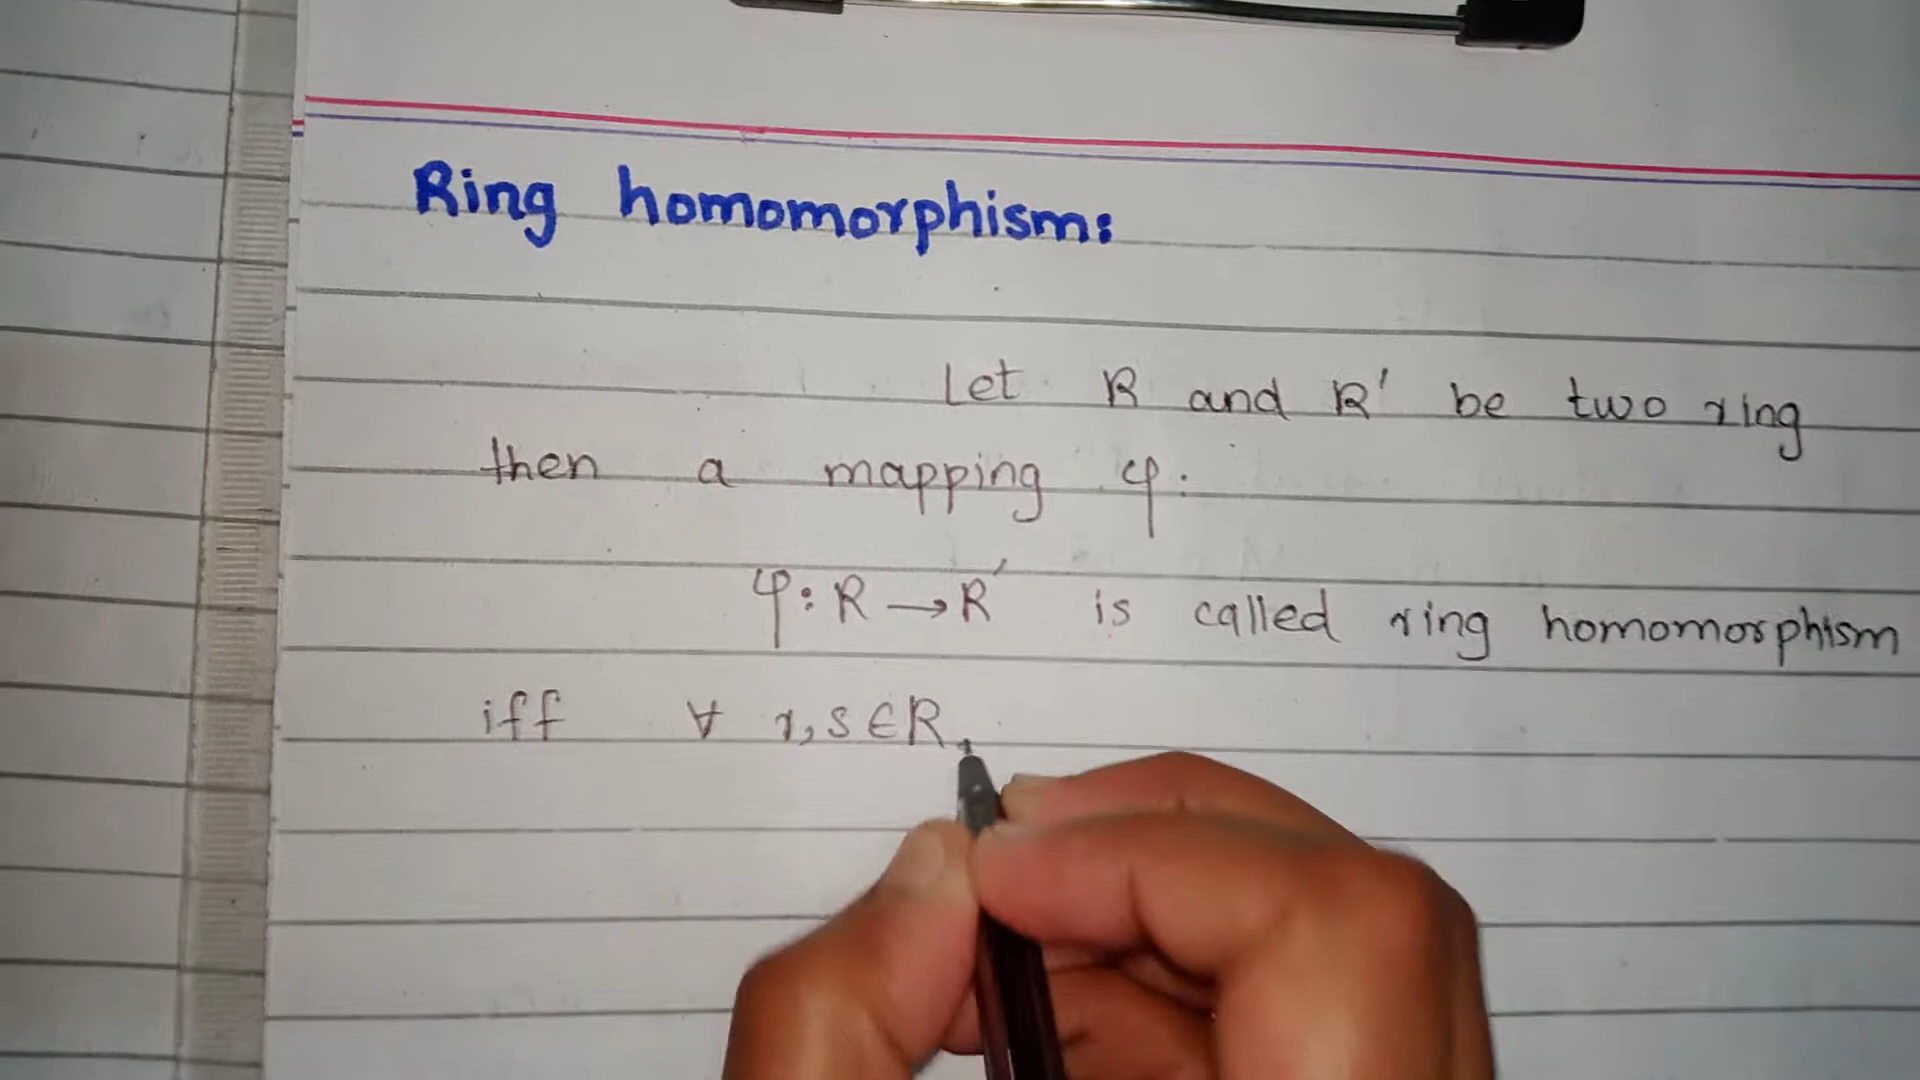 Ring homomorphism:
Let R and R' be two ring
then a mapping φ.
φ: R → R' is called ring homomorphism
iff ∀ r, s ∈ R,